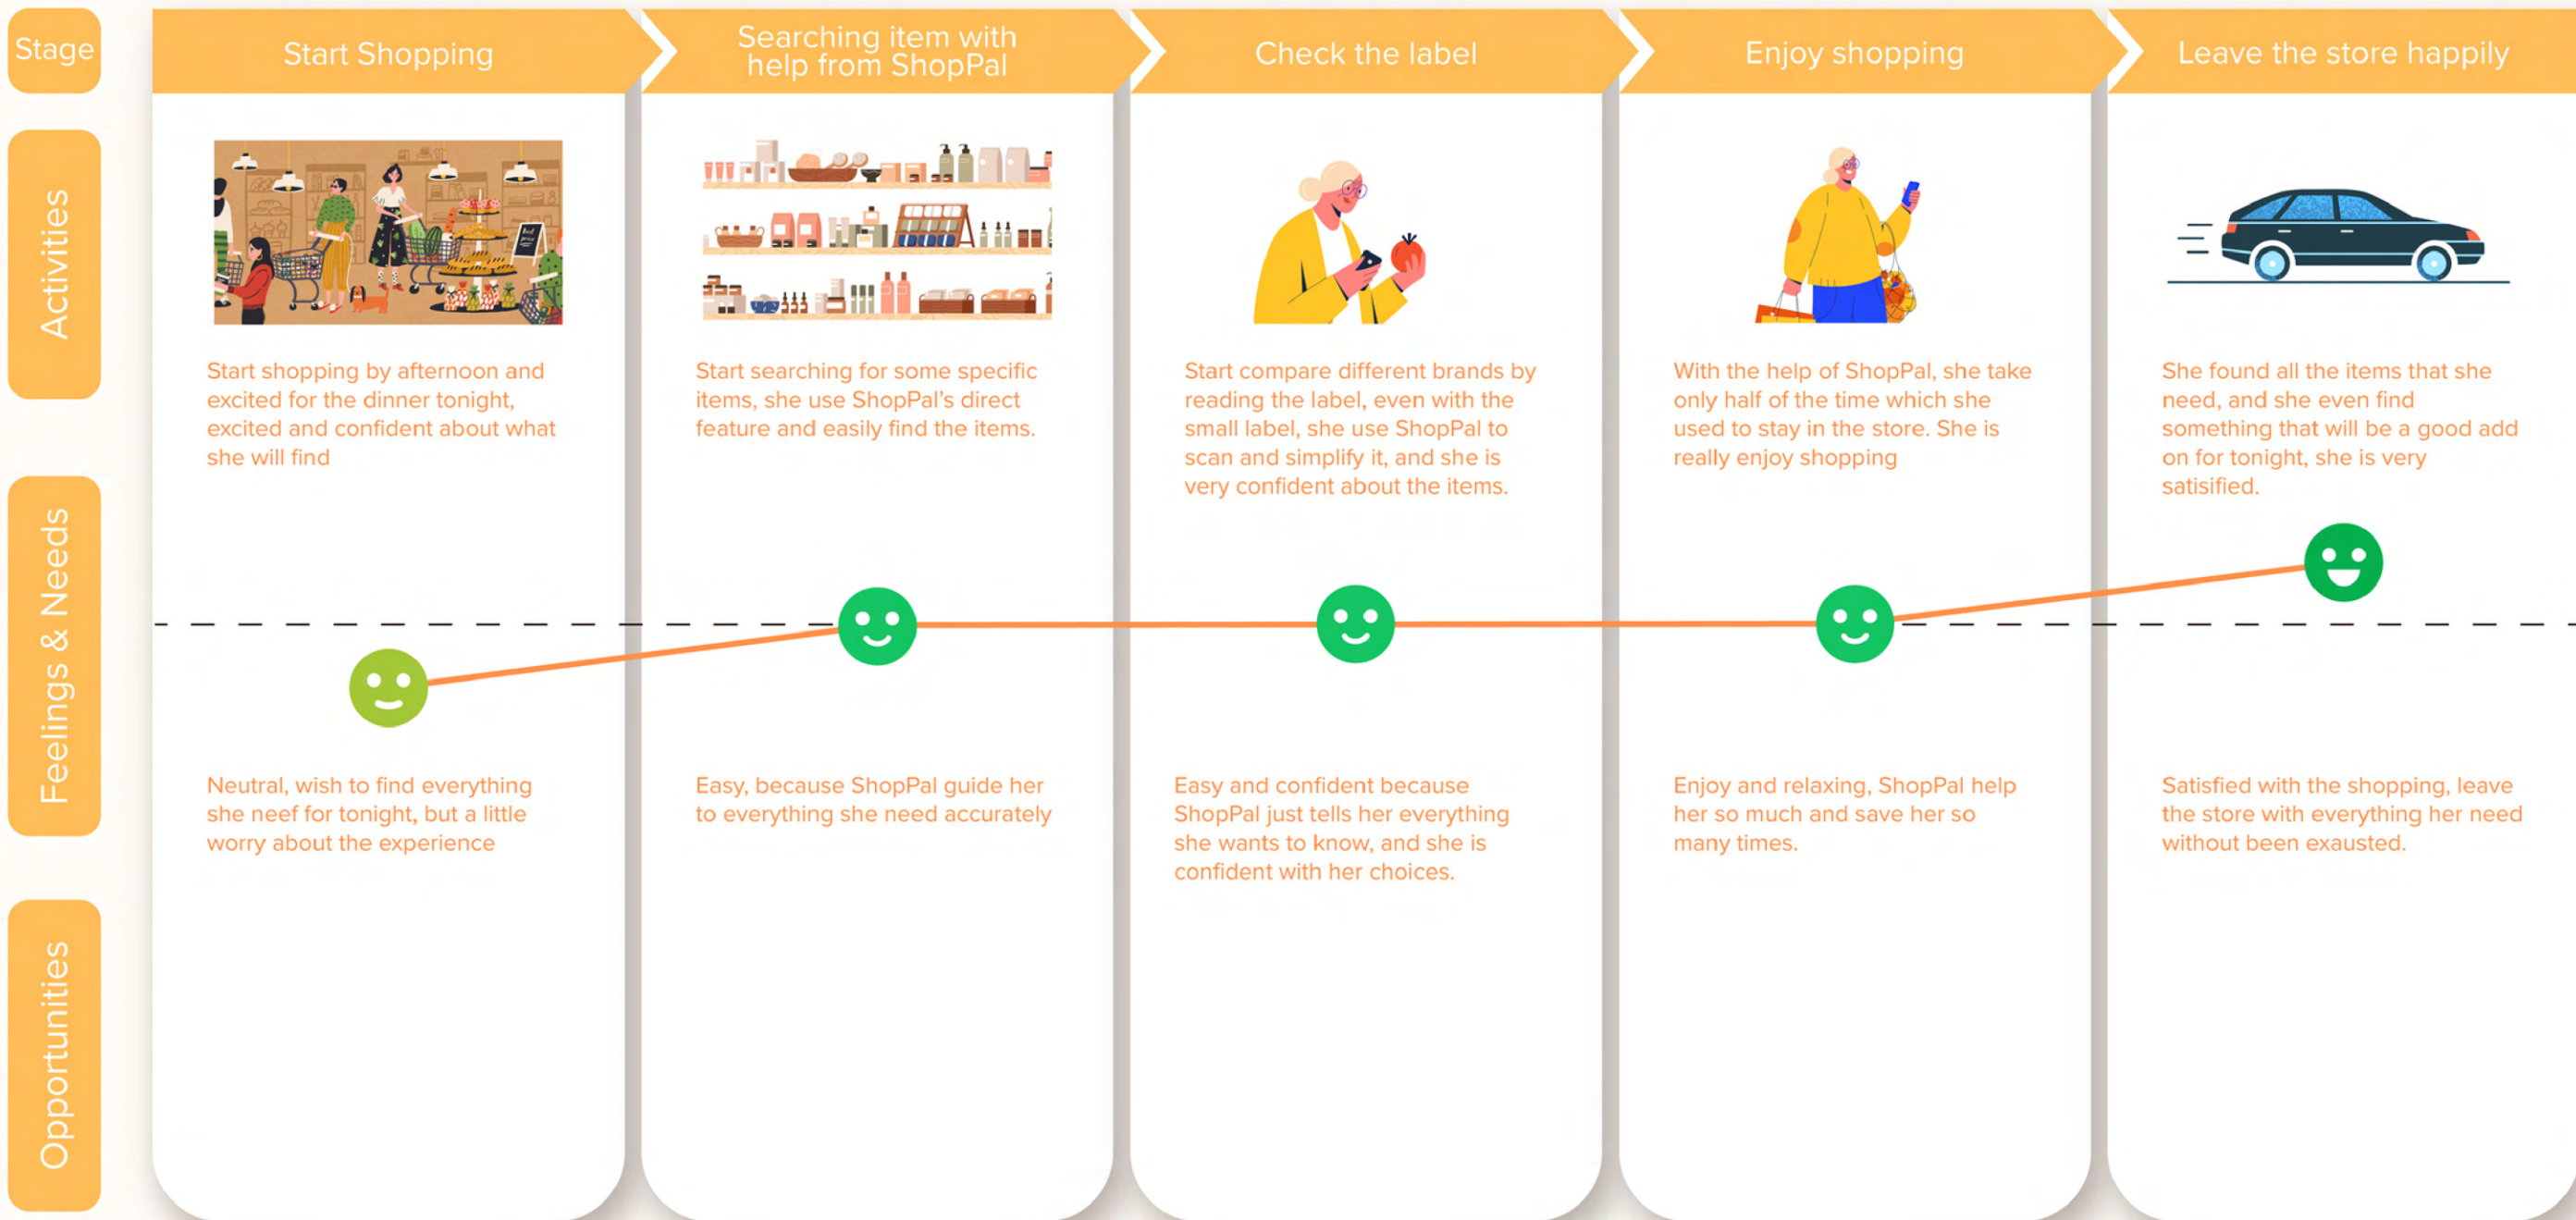 Stage
Start Shopping
Searching item with
help from ShopPal
Check the label
Enjoy shopping
Leave the store happily
Activities
Best
price
Start shopping by afternoon and
excited for the dinner tonight,
excited and confident about what
she will find
Start searching for some specific
items, she use ShopPal's direct
feature and easily find the items.
Start compare different brands by
reading the label, even with the
small label, she use ShopPal to
scan and simplify it, and she is
very confident about the items.
With the help of ShopPal, she take
only half of the time which she
used to stay in the store. She is
really enjoy shopping
She found all the items that she
need, and she even find
something that will be a good add
on for tonight, she is very
satisified.
Feelings & Needs
Neutral, wish to find everything
she neef for tonight, but a little
worry about the experience
Easy, because ShopPal guide her
to everything she need accurately
Easy and confident because
ShopPal just tells her everything
she wants to know, and she is
confident with her choices.
Enjoy and relaxing, ShopPal help
her so much and save her so
many times.
Satisfied with the shopping, leave
the store with everything her need
without been exausted.
Opportunities